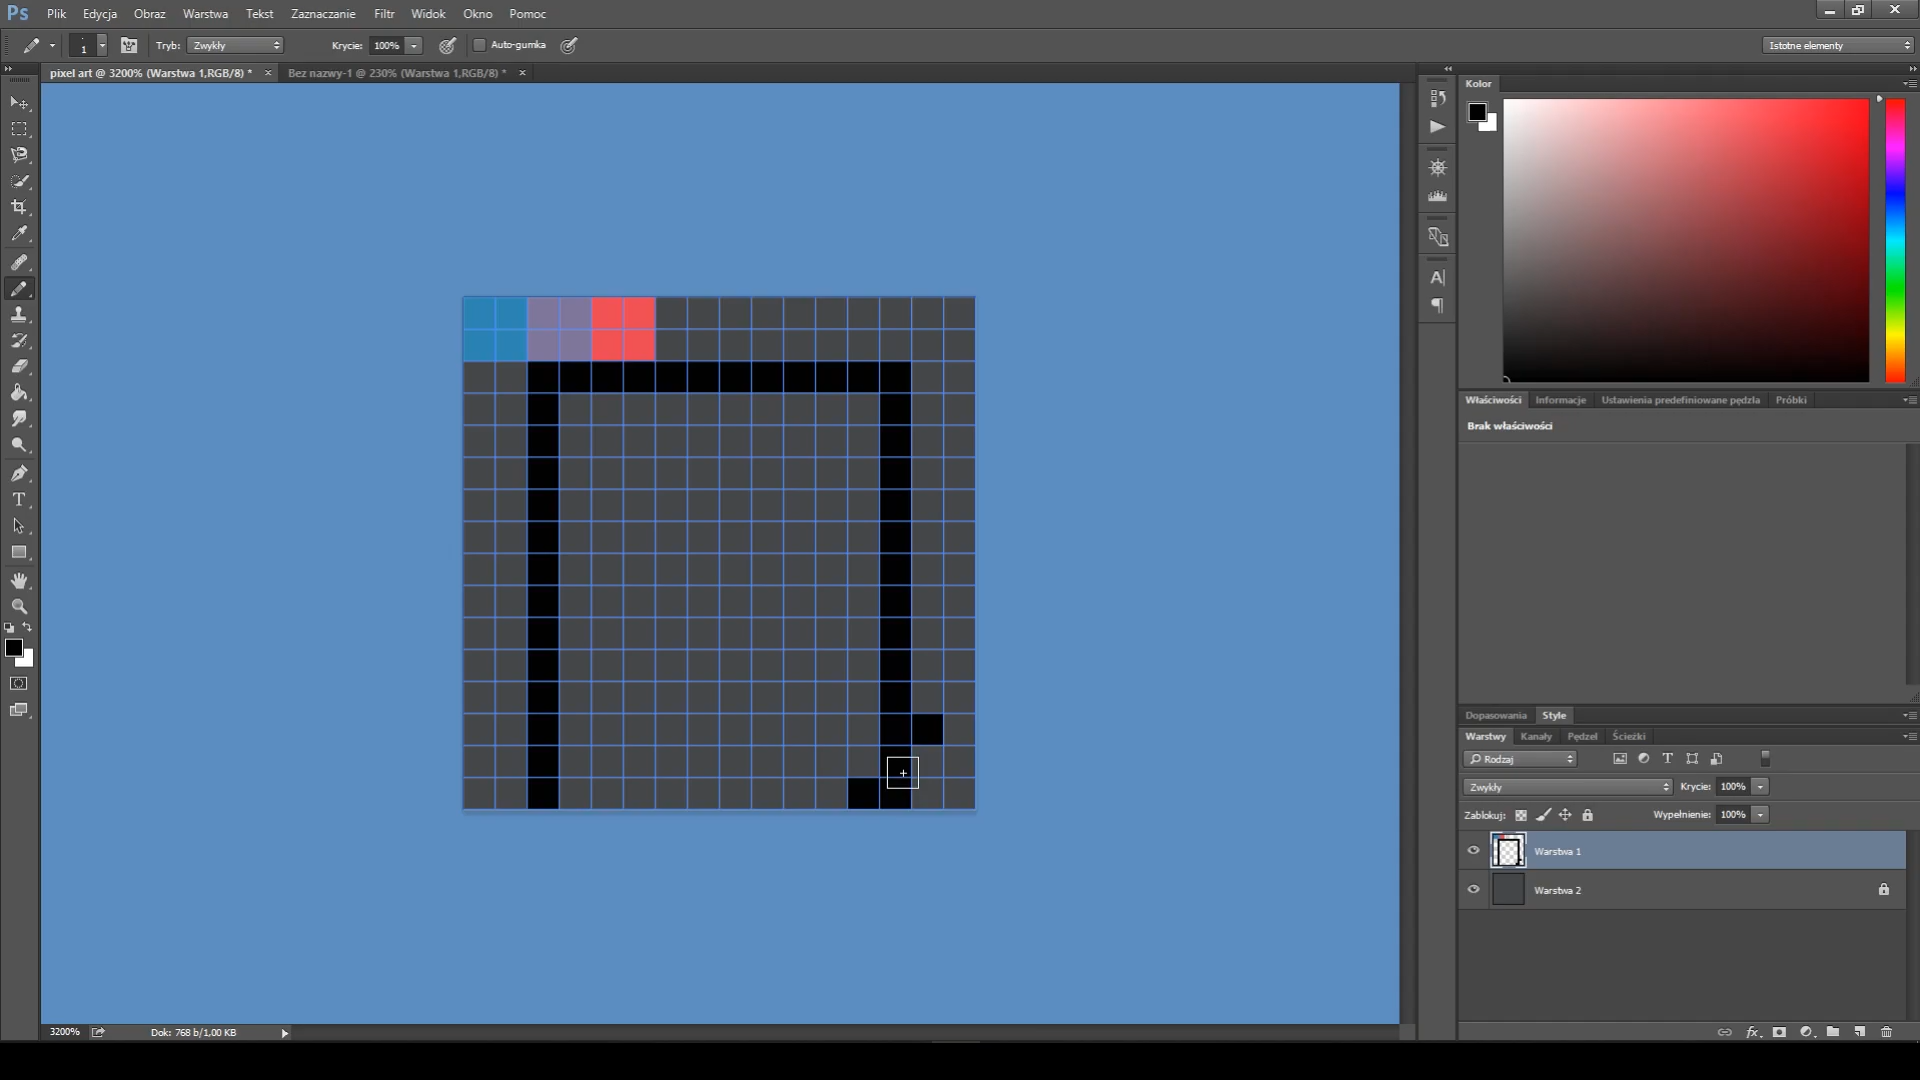 Ps Plik Edycja Obraz Warstwa Tekst Zaznaczanie Filtr Widok Okno Pomoc
1 Tryb: Zwykły Krycie: 100% Auto-gumka Istotne elementy
pixel art @ 3200% (Warstwa 1,RGB/8) * × Bez nazwy-1 @ 230% (Warstwa 1,RGB/8) * ×
Kolor
Właściwości Informacje Ustawienia predefiniowane pędzla Próbki
Brak właściwości
Dopasowania Style
Warstwy Kanały Pędzel Ścieżki
Rodzaj
Zwykły Krycie: 100%
Zablokuj: Wypełnienie: 100%
Warstwa 1
Warstwa 2
3200% Dok: 768 b/1,00 KB